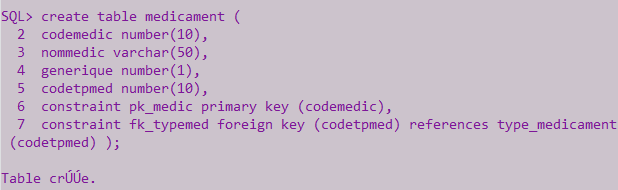 SQL> create table medicament (
2 codemedic number(10),
3 nommedic varchar(50),
4 generique number(1),
5 codetpmed number(10),
6 constraint pk_medic primary key (codemedic),
7 constraint fk_typemed foreign key (codetpmed) references type_medicament
(codetpmed) );
Table crÚÚe.